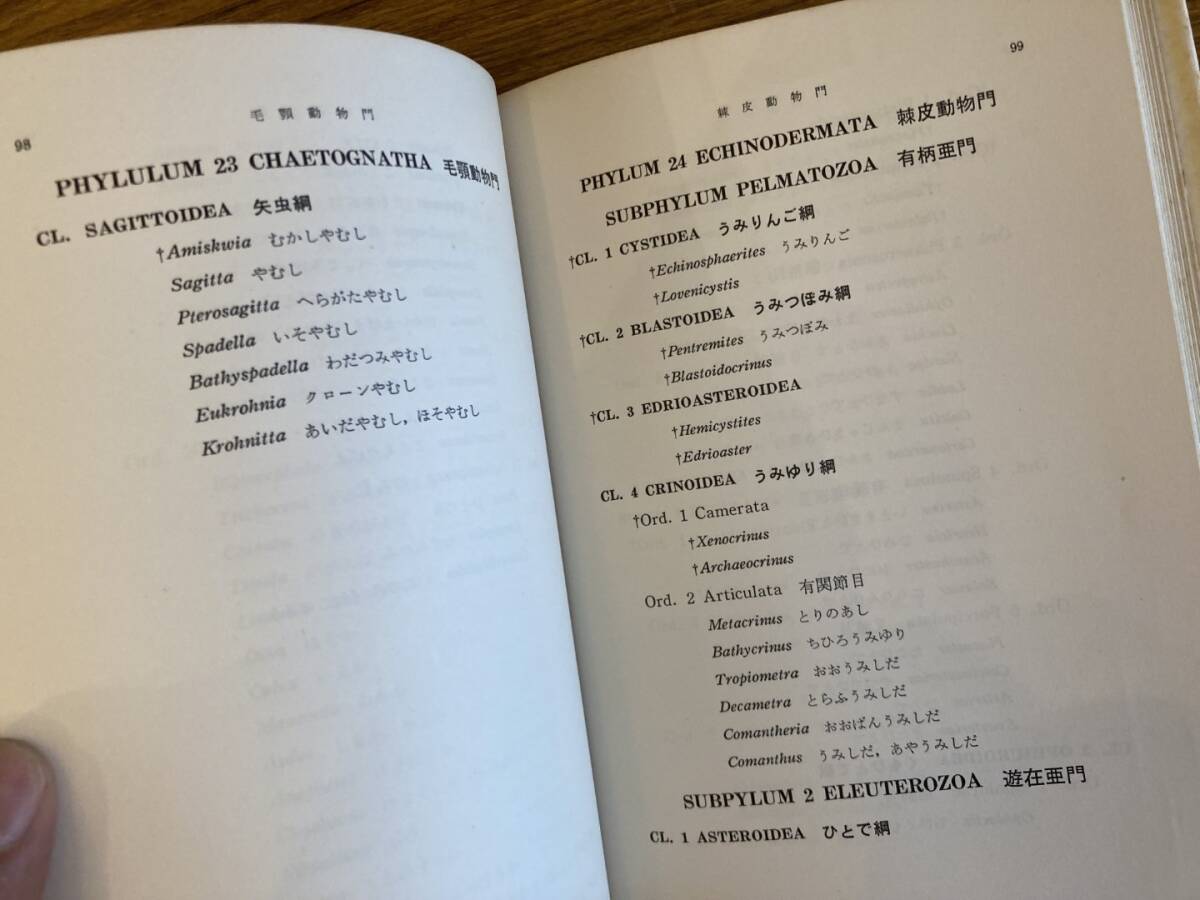 98
毛顎動物門
PHYLULUM 23 CHAETOGNATHA 毛顎動物門
CL. SAGITTOIDEA 矢虫綱
†Amiskwia むかしやむし
Sagitta やむし
Pterosagitta へらがたやむし
Spadella いそやむし
Bathyspadella わだつみやむし
Eukrohnia クローンやむし
Krohnitta あいだやむし，ほそやむし
99
棘皮動物門
PHYLUM 24 ECHINODERMATA 棘皮動物門
SUBPHYLUM PELMATOZOA 有柄亜門
†CL. 1 CYSTIDEA うみりんご綱
†Echinosphaerites うみりんご
†Lovenicystis
†CL. 2 BLASTOIDEA うみつぼみ綱
†Pentremites うみつぼみ
†Blastoidocrinus
†CL. 3 EDRIOASTEROIDEA
†Hemicystites
†Edrioaster
CL. 4 CRINOIDEA うみゆり綱
†Ord. 1 Camerata
†Xenocrinus
†Archaeocrinus
Ord. 2 Articulata 有関節目
Metacrinus とりのあし
Bathycrinus ちひろうみゆり
Tropiometra おおうみしだ
Decametra とらふうみしだ
Comantheria おおばんうみしだ
Comanthus うみしだ，あやうみしだ
SUBPYLUM 2 ELEUTEROZOA 遊在亜門
CL. 1 ASTEROIDEA ひとで綱